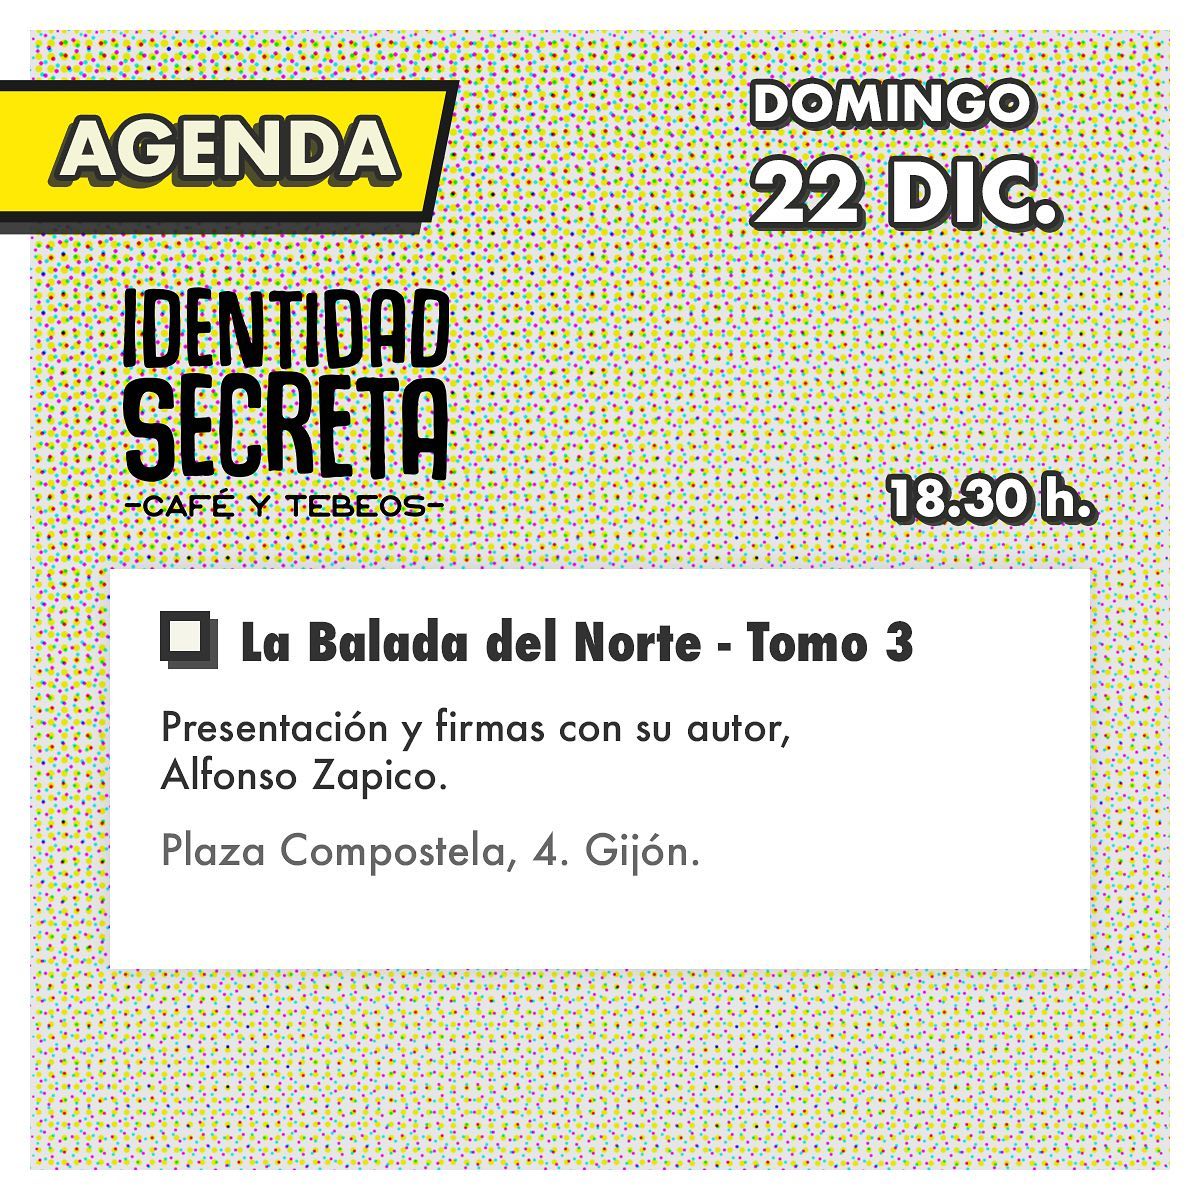 AGENDA
DOMINGO
22 DIC.
IDENTIDAD
SECRETA
-CAFÉ Y TEBEOS-
18.30 h.
La Balada del Norte - Tomo 3
Presentación y firmas con su autor,
Alfonso Zapico.
Plaza Compostela, 4. Gijón.